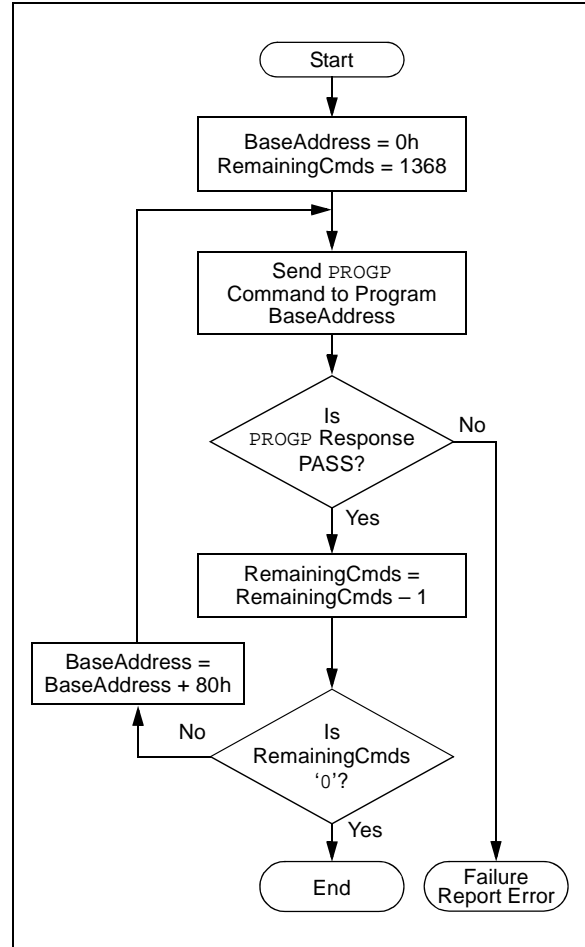 Start
BaseAddress = 0h
RemainingCmds = 1368
Send PROGP
Command to Program
BaseAddress
Is
PROGP Response
PASS?
No
Yes
RemainingCmds =
RemainingCmds – 1
BaseAddress =
BaseAddress + 80h
No
Is
RemainingCmds
‘0’?
Yes
End
Failure
Report Error